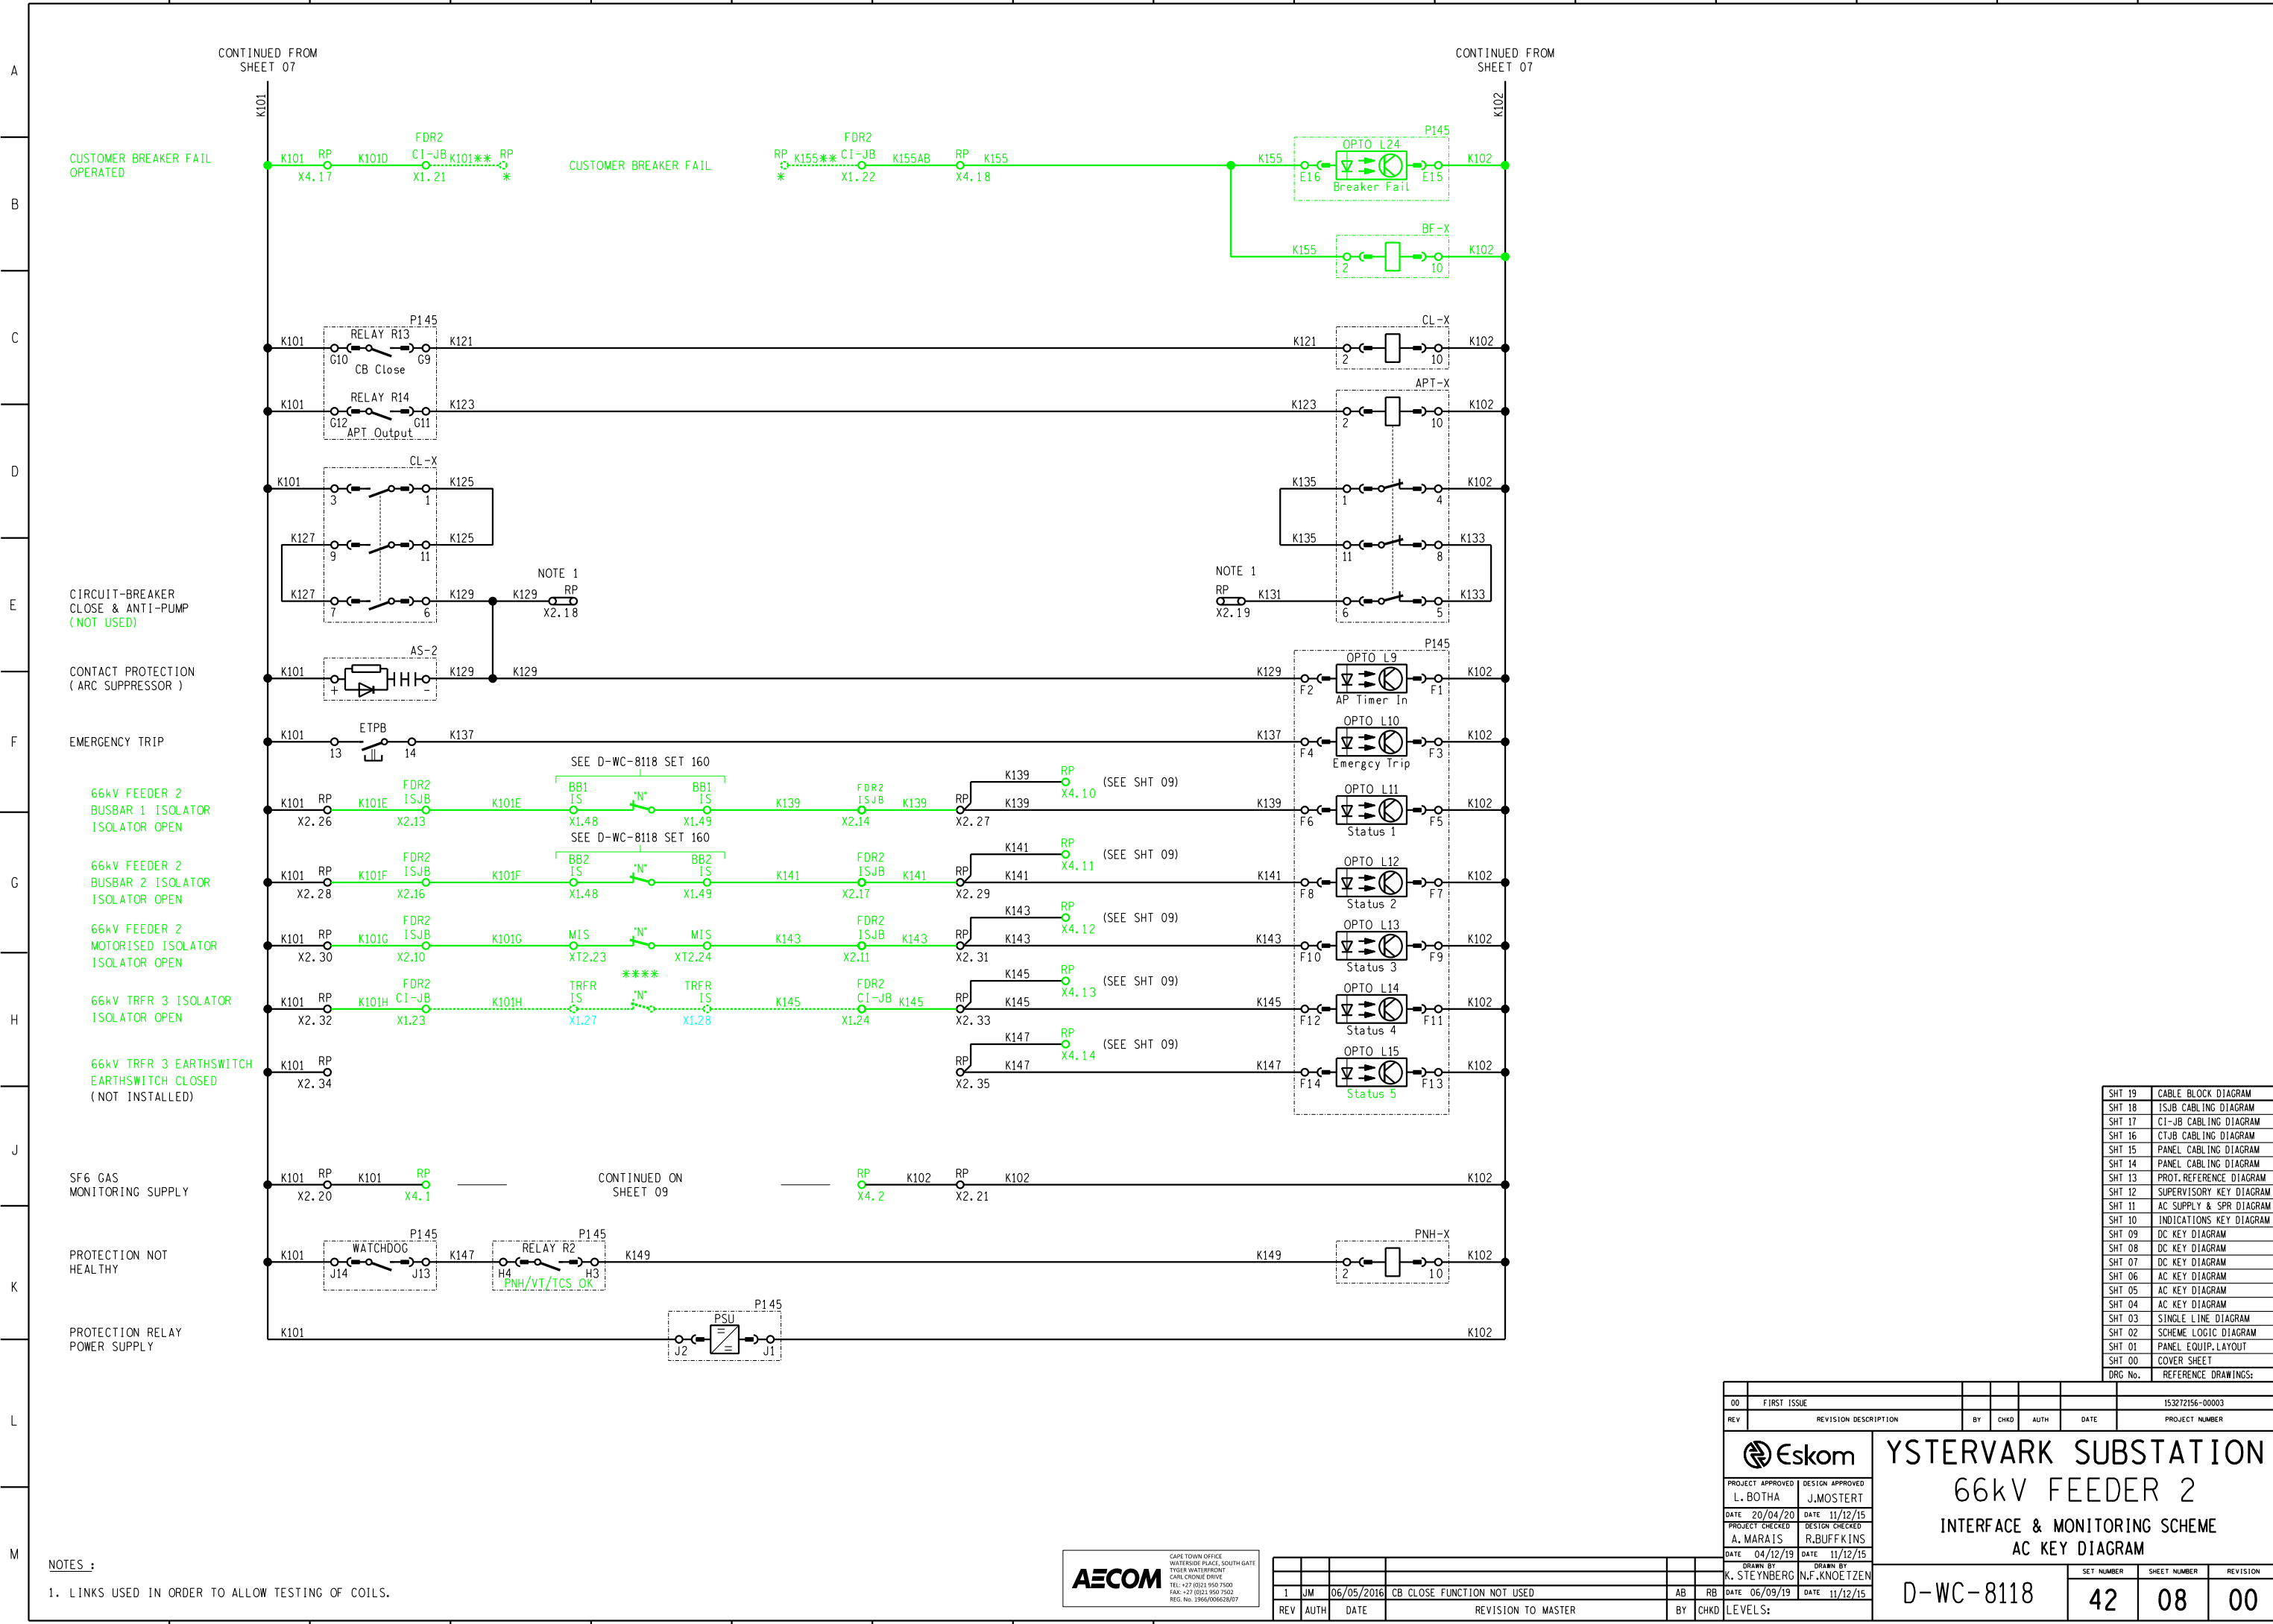 CONTINUED FROM
SHEET 07
CONTINUED FROM
SHEET 07
A
K101
K102
CUSTOMER BREAKER FAIL
OPERATED
K101 RP K101D FDR2 CI-JB K101** RP
X4.17 X1.21 *
CUSTOMER BREAKER FAIL
RP K155** FDR2 CI-JB K155AB RP K155
* X1.22 X4.18
P145
OPTO L24
K155 E16 E15 K102
Breaker Fail
B
BF-X
K155 2 10 K102
C
P145
RELAY R13
K101 G10 G9 K121
CB Close
CL-X
K121 2 10 K102
RELAY R14
K101 G12 G11 K123
APT Output
APT-X
K123 2 10 K102
D
CL-X
K101 3 1 K125
K135 1 4 K102
K127 9 11 K125
K135 11 8 K133
E
CIRCUIT-BREAKER
CLOSE & ANTI-PUMP
(NOT USED)
K127 7 6 K129 K129
NOTE 1
RP
X2.18
NOTE 1
RP
X2.19
K131 6 5 K133
CONTACT PROTECTION
(ARC SUPPRESSOR)
AS-2
K101 + - K129 K129
P145
OPTO L9
K129 F2 F1 K102
AP Timer In
F
EMERGENCY TRIP
ETPB
K101 13 14 K137
OPTO L10
K137 F4 F3 K102
Emergcy Trip
SEE D-WC-8118 SET 160
66kV FEEDER 2
BUSBAR 1 ISOLATOR
ISOLATOR OPEN
K101 RP K101E FDR2 ISJB K101E BB1 IS "N" BB1 IS K139 FDR2 ISJB K139 RP K139
X2.26 X2.13 X1.48 X1.49 X2.14 X2.27
K139 RP X4.10 (SEE SHT 09)
OPTO L11
K139 F6 F5 K102
Status 1
SEE D-WC-8118 SET 160
G
66kV FEEDER 2
BUSBAR 2 ISOLATOR
ISOLATOR OPEN
K101 RP K101F FDR2 ISJB K101F BB2 IS "N" BB2 IS K141 FDR2 ISJB K141 RP K141
X2.28 X2.16 X1.48 X1.49 X2.17 X2.29
K141 RP X4.11 (SEE SHT 09)
OPTO L12
K141 F8 F7 K102
Status 2
66kV FEEDER 2
MOTORISED ISOLATOR
ISOLATOR OPEN
K101 RP K101G FDR2 ISJB K101G MIS "N" MIS K143 FDR2 ISJB K143 RP K143
X2.30 X2.10 XT2.23 XT2.24 X2.11 X2.31
K143 RP X4.12 (SEE SHT 09)
OPTO L13
K143 F10 F9 K102
Status 3
H
66kV TRFR 3 ISOLATOR
ISOLATOR OPEN
****
K101 RP K101H FDR2 CI-JB K101H TRFR IS "N" TRFR IS K145 FDR2 CI-JB K145 RP K145
X2.32 X1.23 X1.27 X1.28 X1.24 X2.33
K145 RP X4.13 (SEE SHT 09)
OPTO L14
K145 F12 F11 K102
Status 4
66kV TRFR 3 EARTHSWITCH
EARTHSWITCH CLOSED
(NOT INSTALLED)
K101 RP
X2.34
RP K147
X2.35
K147 RP X4.14 (SEE SHT 09)
OPTO L15
K147 F14 F13 K102
Status 5
J
SF6 GAS
MONITORING SUPPLY
K101 RP K101 RP
X2.20 X4.1
CONTINUED ON
SHEET 09
RP K102 RP K102
X4.2 X2.21
K102
K
PROTECTION NOT
HEALTHY
P145
WATCHDOG
K101 J14 J13 K147
P145
RELAY R2
H4 H3 K149
PNH/VT/TCS OK
PNH-X
K149 2 10 K102
PROTECTION RELAY
POWER SUPPLY
K101
P145
PSU
J2 J1
K102
L
M
NOTES :
1. LINKS USED IN ORDER TO ALLOW TESTING OF COILS.
AECOM
CAPE TOWN OFFICE
WATERSIDE PLACE, SOUTH GATE
TYGER WATERFRONT
CARL CRONJE DRIVE
TEL: +27 (0)21 950 7500
FAX: +27 (0)21 950 7502
REG. No. 1966/006628/07
1 JM 06/05/2016 CB CLOSE FUNCTION NOT USED AB RB
REV AUTH DATE REVISION TO MASTER BY CHKD
SHT 19 CABLE BLOCK DIAGRAM
SHT 18 ISJB CABLING DIAGRAM
SHT 17 CI-JB CABLING DIAGRAM
SHT 16 CTJB CABLING DIAGRAM
SHT 15 PANEL CABLING DIAGRAM
SHT 14 PANEL CABLING DIAGRAM
SHT 13 PROT.REFERENCE DIAGRAM
SHT 12 SUPERVISORY KEY DIAGRAM
SHT 11 AC SUPPLY & SPR DIAGRAM
SHT 10 INDICATIONS KEY DIAGRAM
SHT 09 DC KEY DIAGRAM
SHT 08 DC KEY DIAGRAM
SHT 07 DC KEY DIAGRAM
SHT 06 AC KEY DIAGRAM
SHT 05 AC KEY DIAGRAM
SHT 04 AC KEY DIAGRAM
SHT 03 SINGLE LINE DIAGRAM
SHT 02 SCHEME LOGIC DIAGRAM
SHT 01 PANEL EQUIP.LAYOUT
SHT 00 COVER SHEET
DRG No. REFERENCE DRAWINGS:
00 FIRST ISSUE 153272156-00003
REV REVISION DESCRIPTION BY CHKD AUTH DATE PROJECT NUMBER
Eskom
PROJECT APPROVED DESIGN APPROVED
L.BOTHA J.MOSTERT
DATE 20/04/20 DATE 11/12/15
PROJECT CHECKED DESIGN CHECKED
A.MARAIS R.BUFFKINS
DATE 04/12/19 DATE 11/12/15
DRAWN BY DRAWN BY
K.STEYNBERG N.F.KNOETZEN
DATE 06/09/19 DATE 11/12/15
LEVELS:
YSTERVARK SUBSTATION
66kV FEEDER 2
INTERFACE & MONITORING SCHEME
AC KEY DIAGRAM
D-WC-8118
SET NUMBER SHEET NUMBER REVISION
42 08 00